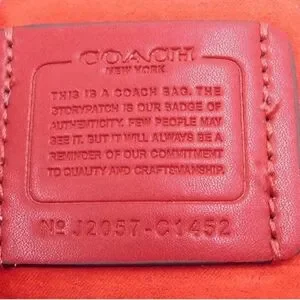 COACH
NEW YORK
THIS IS A COACH BAG. THE
STORYPATCH IS OUR BADGE OF
AUTHENTICITY. FEW PEOPLE MAY
SEE IT. BUT IT WILL ALWAYS BE A
REMINDER OF OUR COMMITMENT
TO QUALITY AND CRAFTSMANSHIP.
Nº J2057-C1452